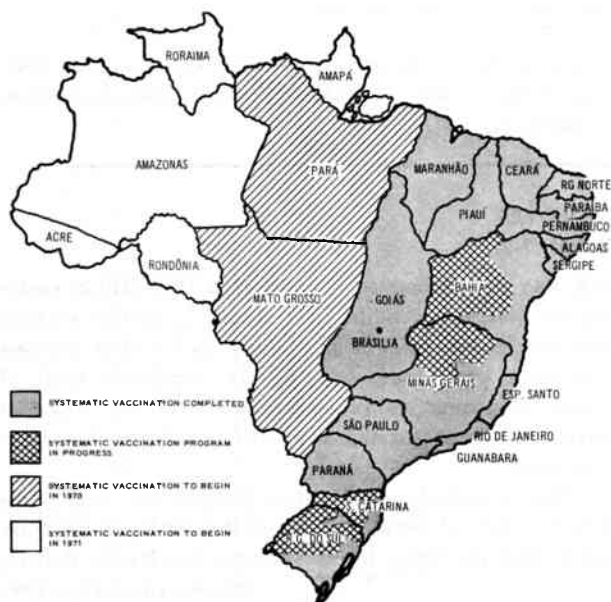 RORAIMA
AMAPÁ
AMAZONAS
PARÁ
MARANHÃO
CEARÁ
RG NORTE
PARAIBA
PERNAMBUCO
ALAGOAS
SERGIPE
PIAUÍ
ACRE
RONDÔNIA
MATO GROSSO
GOIÁS
BAHIA
BRASILIA
MINAS GERAIS
ESP. SANTO
SÃO PAULO
RIO DE JANEIRO
GUANABARA
PARANÁ
S. CATARINA
R.G. DO SUL
SYSTEMATIC VACCINATION COMPLETED
SYSTEMATIC VACCINATION PROGRAM
IN PROGRESS
SYSTEMATIC VACCINATION TO BEGIN
IN 1970
SYSTEMATIC VACCINATION TO BEGIN
IN 1971